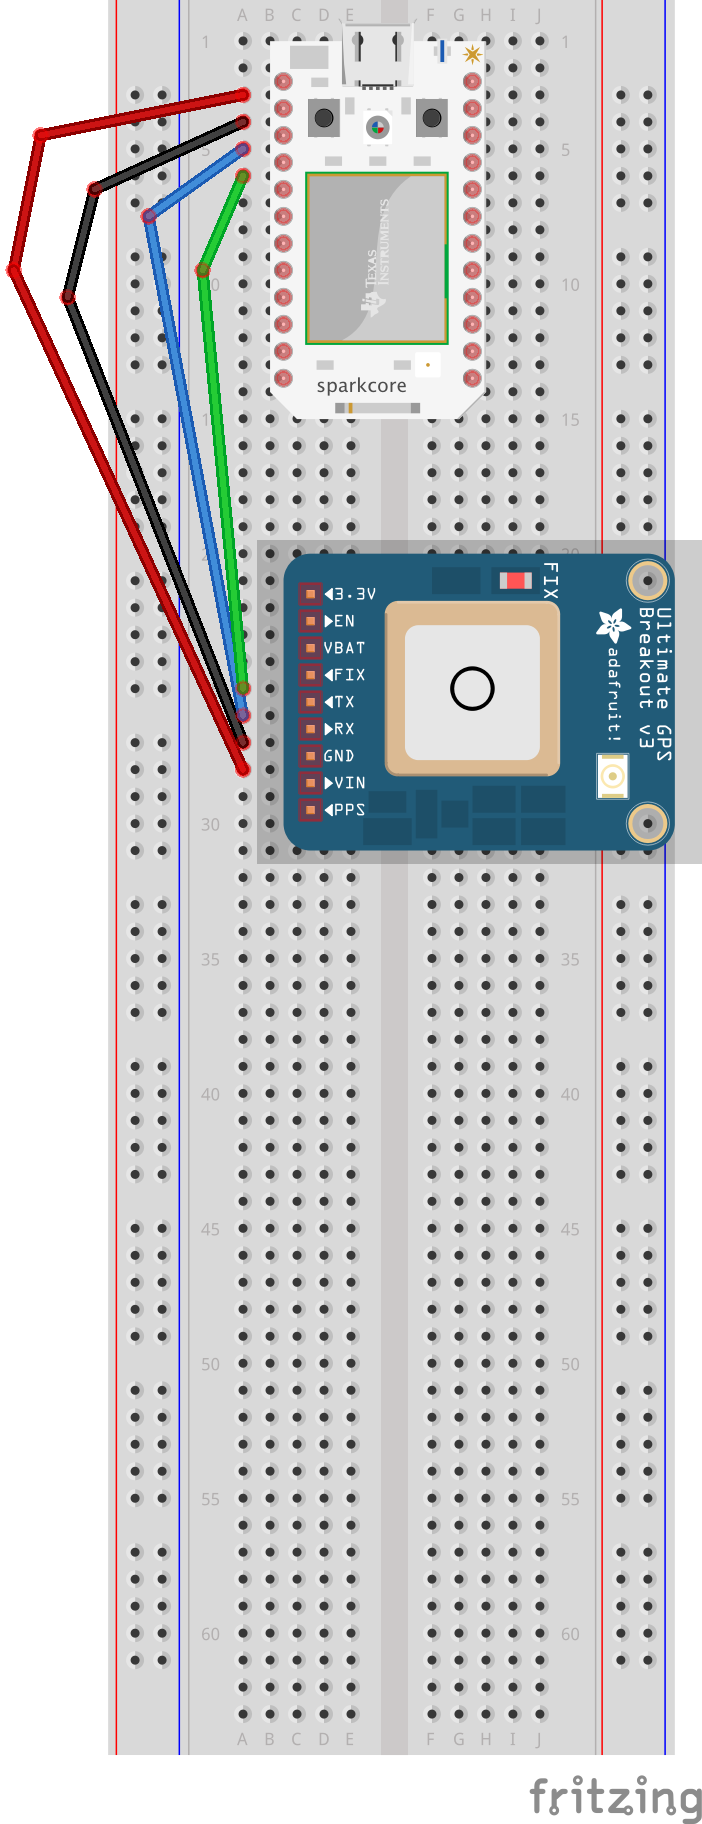 A B C D E F G H I J
1 1
5 5
TEXAS
INSTRUMENTS
10
sparkcore
15
20
◀3.3V
▶EN
VBAT
◀FIX
◀TX
▶RX
GND
▶VIN
◀PPS
FIX
adafruit!
Ultimate GPS
Breakout v3
30
35 35
40 40
45 45
50 50
55 55
60 60
A B C D E F G H I J
fritzing